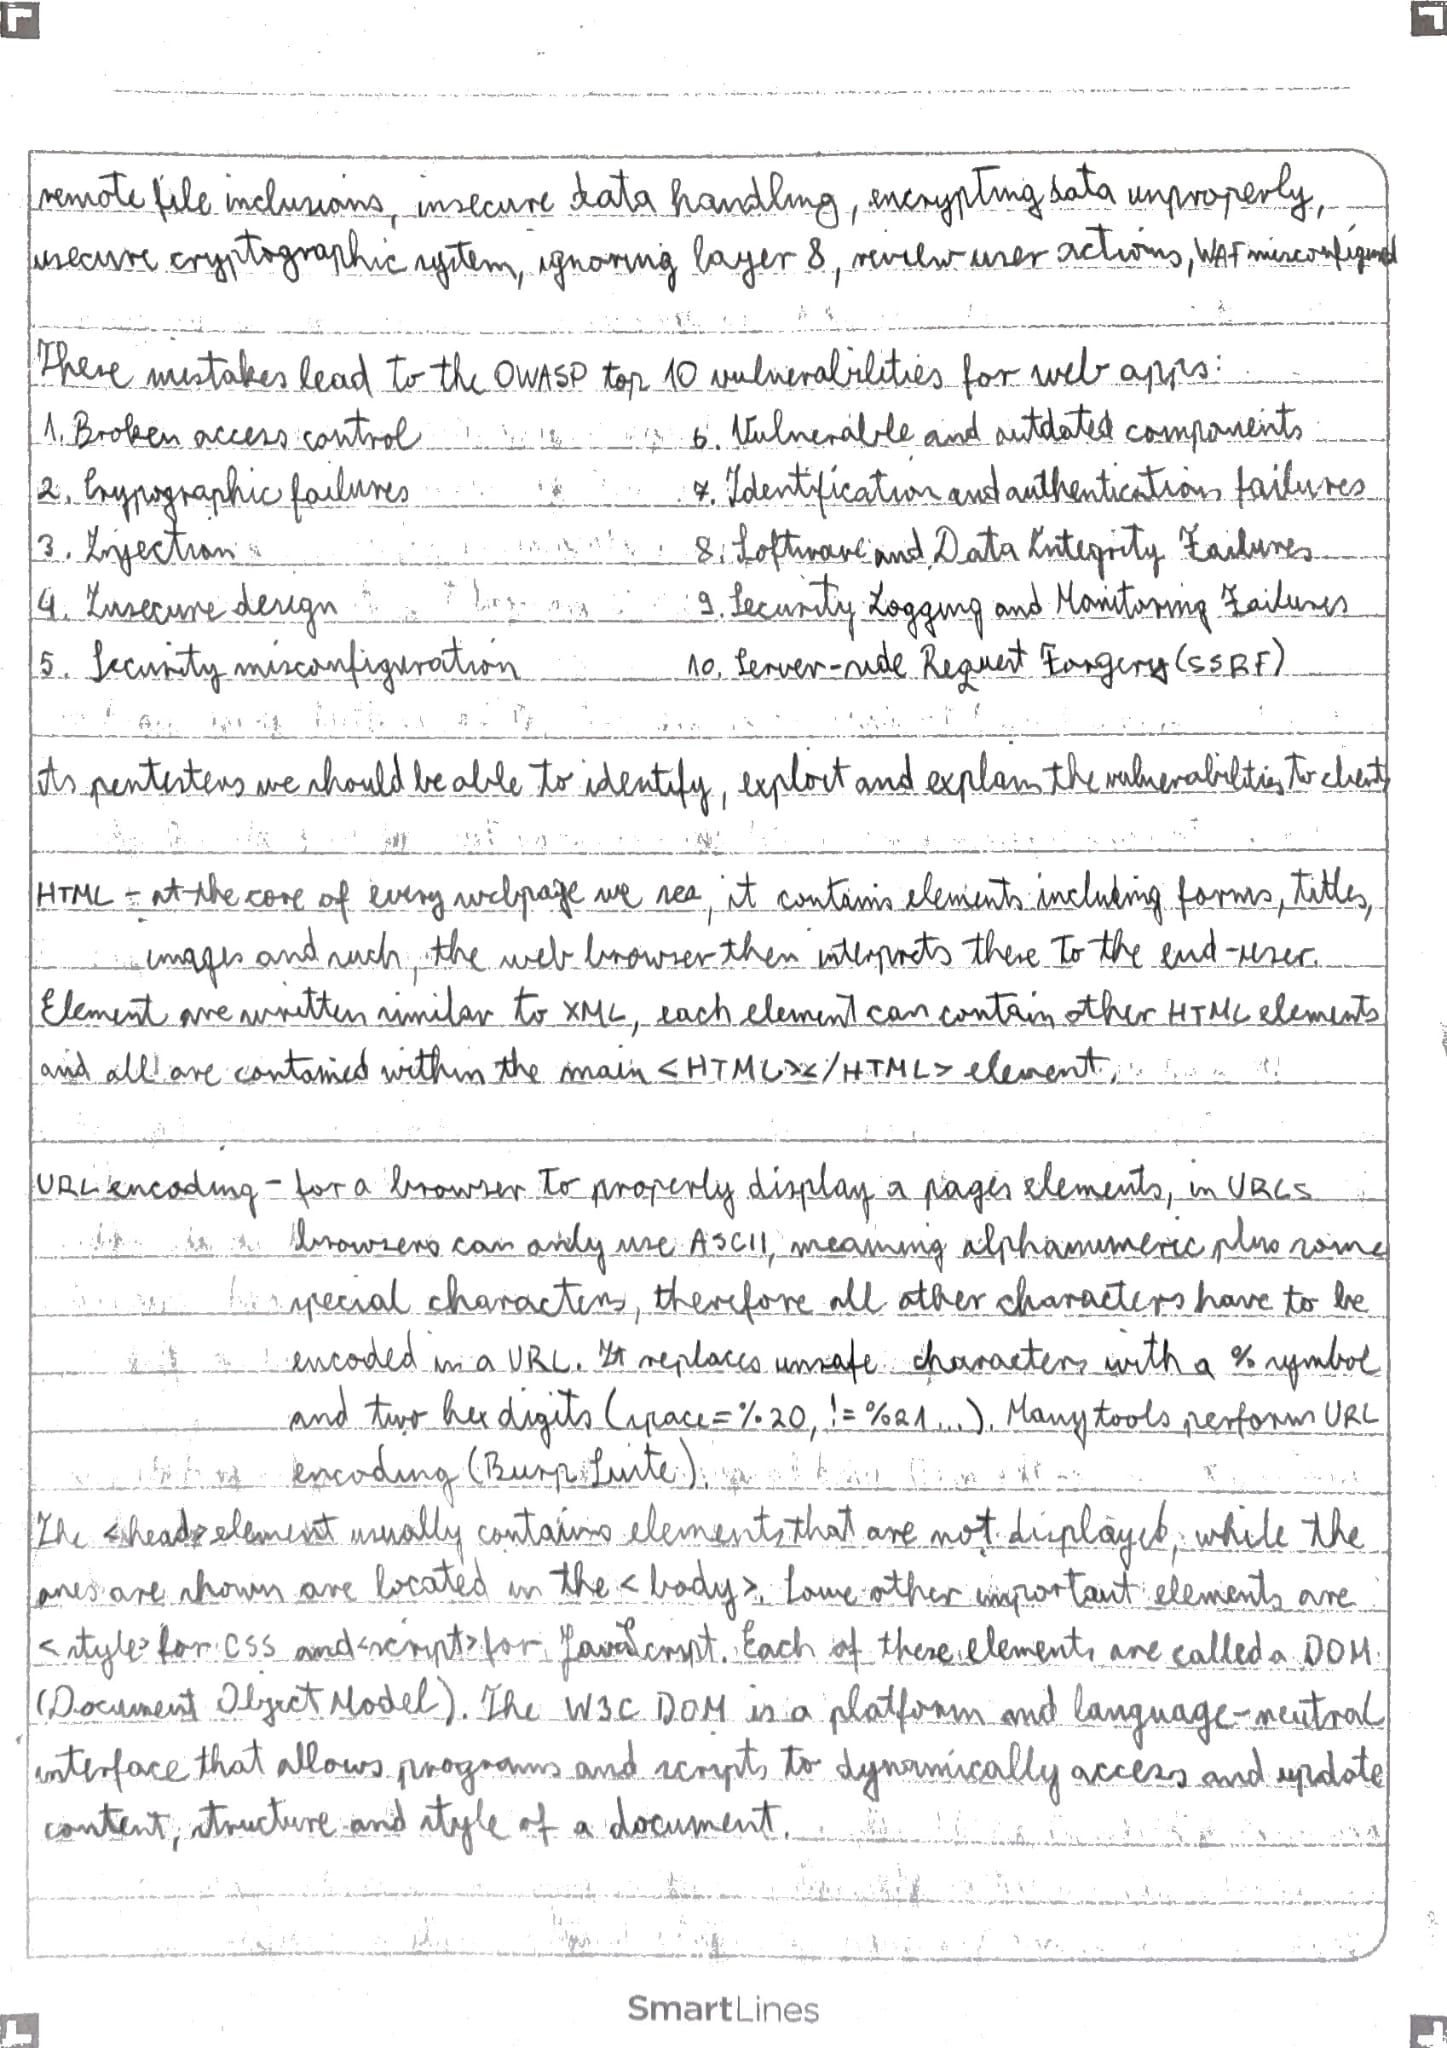 remote file inclusions, insecure data handling, encrypting data unproperly,
usecure cryptographic system, ignoring layer 8, review user actions, WAF misconfigured
These mistakes lead to the OWASP top 10 vulnerabilities for web apps:
1. Broken access control
2. Crypographic failures
3. Injection
4. Insecure design
5. Security misconfiguration
6. Vulnerable and outdated components
7. Identification and authentications failures
8. Software and Data Integrity Failures
9. Security Logging and Monitoring Failures
10. Server-side Request Forgery (SSRF)
As pentesters we should be able to identify, exploit and explain the vulnerabilities to clients
HTML - at the core of every webpage we see, it contains elements including forms, titles,
images and such, the web browser then interprets these to the end-user.
Element are written similar to XML, each element can contain other HTML elements
and all are contained within the main <HTML></HTML> element.
URL encoding - for a browser to properly display a pages elements, in URLs
browsers can only use ASCII, meaning alphanumeric plus some
special characters, therefore all other characters have to be
encoded in a URL. It replaces unsafe characters with a % symbol
and two hex digits (space=%20, !=%21...). Many tools perform URL
encoding (Burp Suite).
The <head> element usually contains elements that are not displayed, while the
ones are shown are located in the <body>. Some other important elements are
<style> for CSS and <script> for JavaScript. Each of these elements are called a DOM
(Document Object Model). The W3C DOM is a platform and language-neutral
interface that allows programs and scripts to dynamically access and update
content, structure and style of a document.
SmartLines